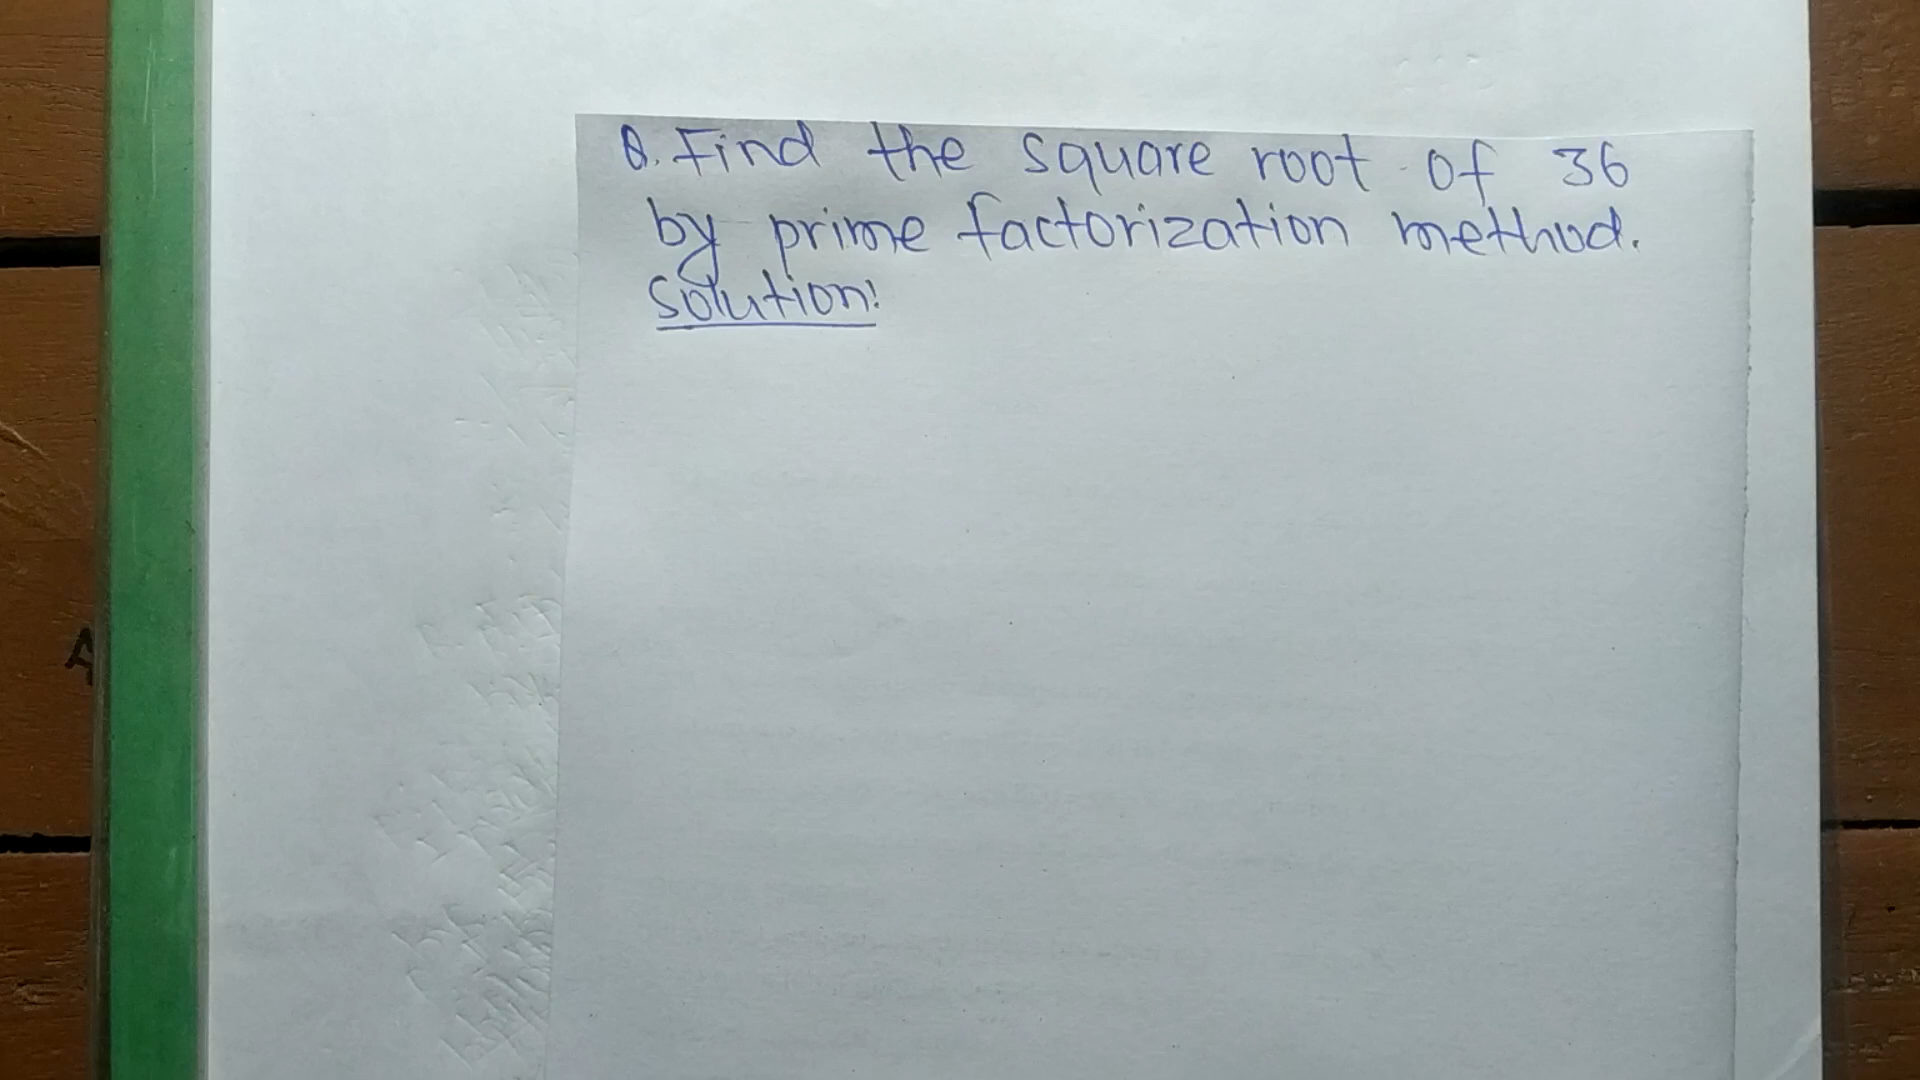 Q. Find the square root of 36
by prime factorization method.
Solution: